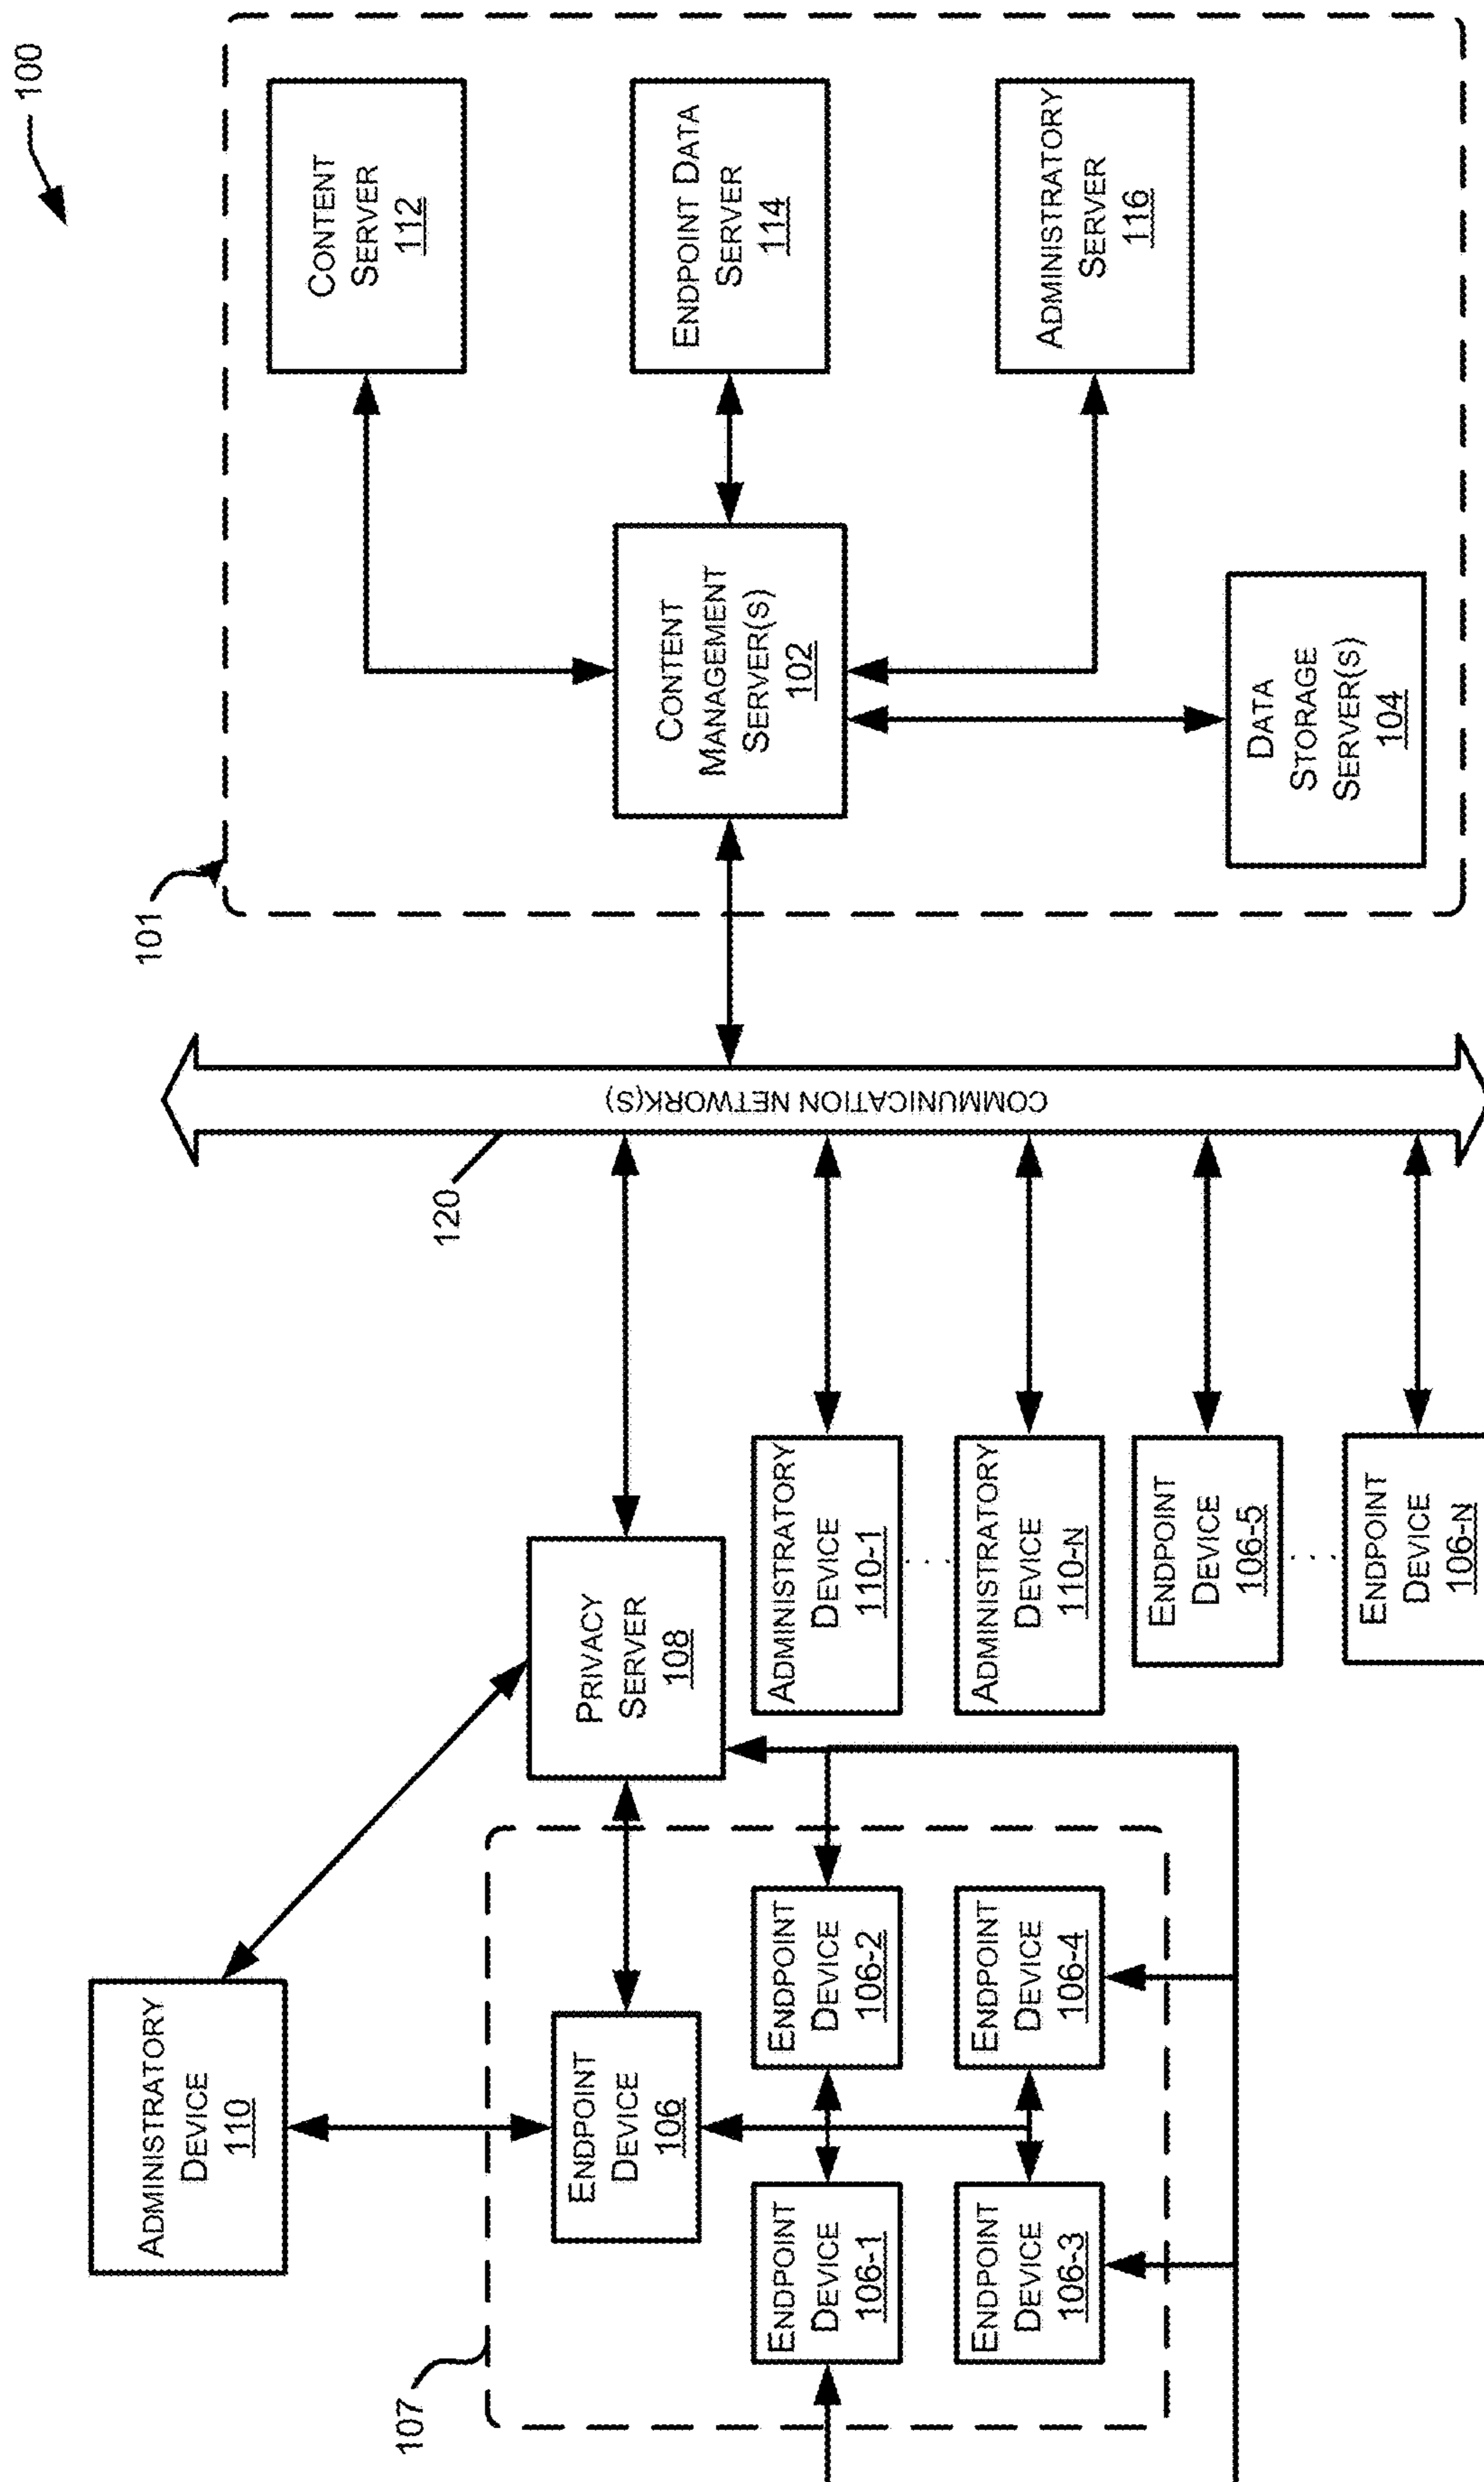 100
101
CONTENT
SERVER
112
ENDPOINT DATA
SERVER
114
ADMINISTRATORY
SERVER
116
CONTENT
MANAGEMENT
SERVER(S)
102
DATA
STORAGE
SERVER(S)
104
120
COMMUNICATION NETWORK(S)
ADMINISTRATORY
DEVICE
110
PRIVACY
SERVER
108
ADMINISTRATORY
DEVICE
110-1
ADMINISTRATORY
DEVICE
110-N
ENDPOINT
DEVICE
106-5
ENDPOINT
DEVICE
106-N
107
ENDPOINT
DEVICE
106
ENDPOINT
DEVICE
106-1
ENDPOINT
DEVICE
106-2
ENDPOINT
DEVICE
106-3
ENDPOINT
DEVICE
106-4